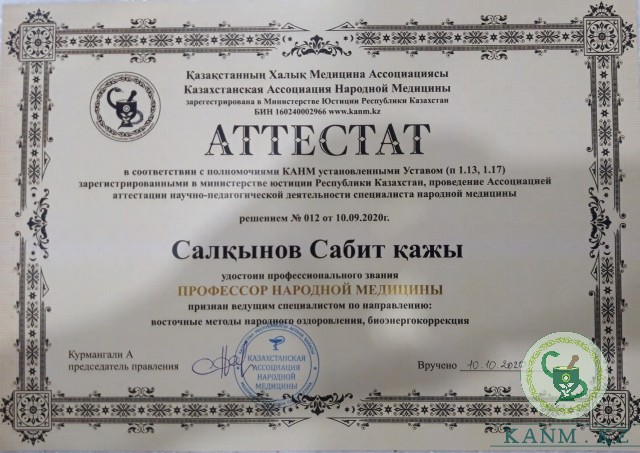 Қазақстанның Халық Медицина Ассоциациясы
Казахстанская Ассоциация Народной Медицины
зарегестрирована в Министерстве Юстиции Республики Казахстан
БИН 160240002966 www.kanm.kz
АТТЕСТАТ
в соответствии с полномочиями КАНМ установленными Уставом (п 1.13, 1.17)
зарегистрированными в министерстве юстиции Республики Казахстан, проведение Ассоциацией
аттестации научно-педагогической деятельности специалиста народной медицины
решением № 012 от 10.09.2020г.
Салқынов Сабит қажы
удостоин профессионального звания
ПРОФЕССОР НАРОДНОЙ МЕДИЦИНЫ
признан ведущим специалистом по направлению:
восточные методы народного оздоровления, биоэнергокоррекция
Курмангали А
председатель правления
КАЗАХСТАНСКАЯ
АССОЦИАЦИЯ
НАРОДНОЙ
МЕДИЦИНЫ
Вручено 10.10.2020
KANM.KZ